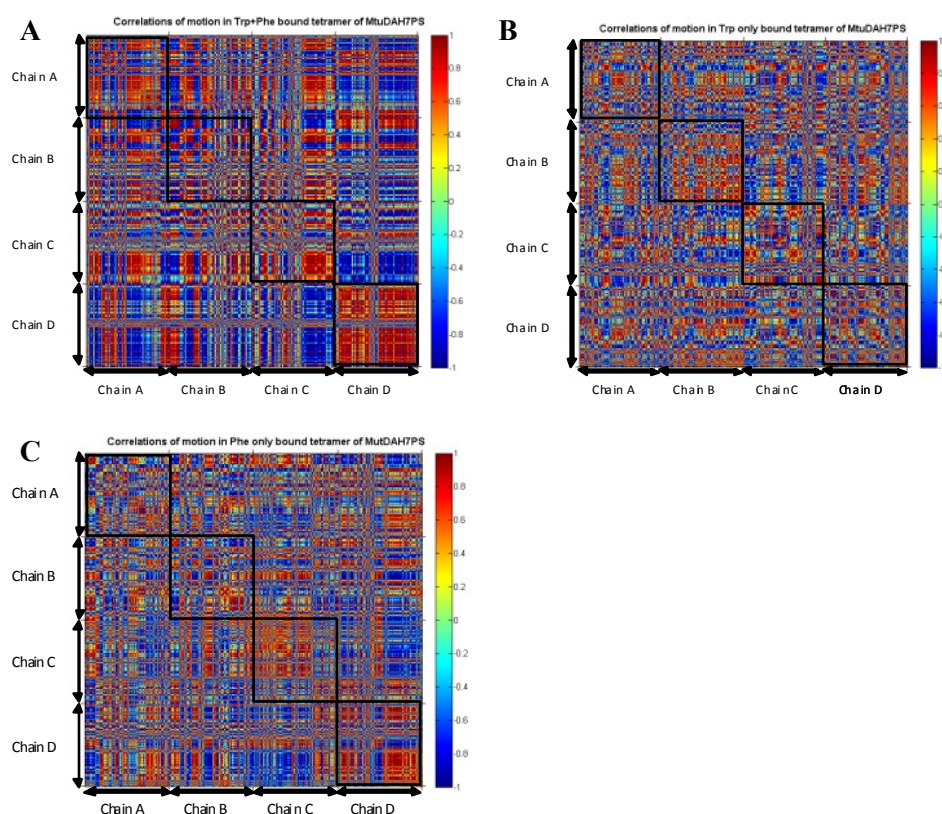 A
Correlations of motion in Trp+Phe bound tetramer of MtuDAH7PS
Chain A
Chain B
Chain C
Chain D
1
0.8
0.6
0.4
0.2
0
-0.2
-0.4
-0.6
-0.8
-1
Chain A Chain B Chain C Chain D
B
Correlations of motion in Trp only bound tetramer of MtuDAH7PS
Chain A
Chain B
Chain C
Chain D
Chain A Chain B Chain C Chain D
C
Correlations of motion in Phe only bound tetramer of MutDAH7PS
Chain A
Chain B
Chain C
Chain D
1
0.8
0.6
0.4
0.2
0
-0.2
-0.4
-0.6
-0.8
-1
Chain A Chain B Chain C Chain D